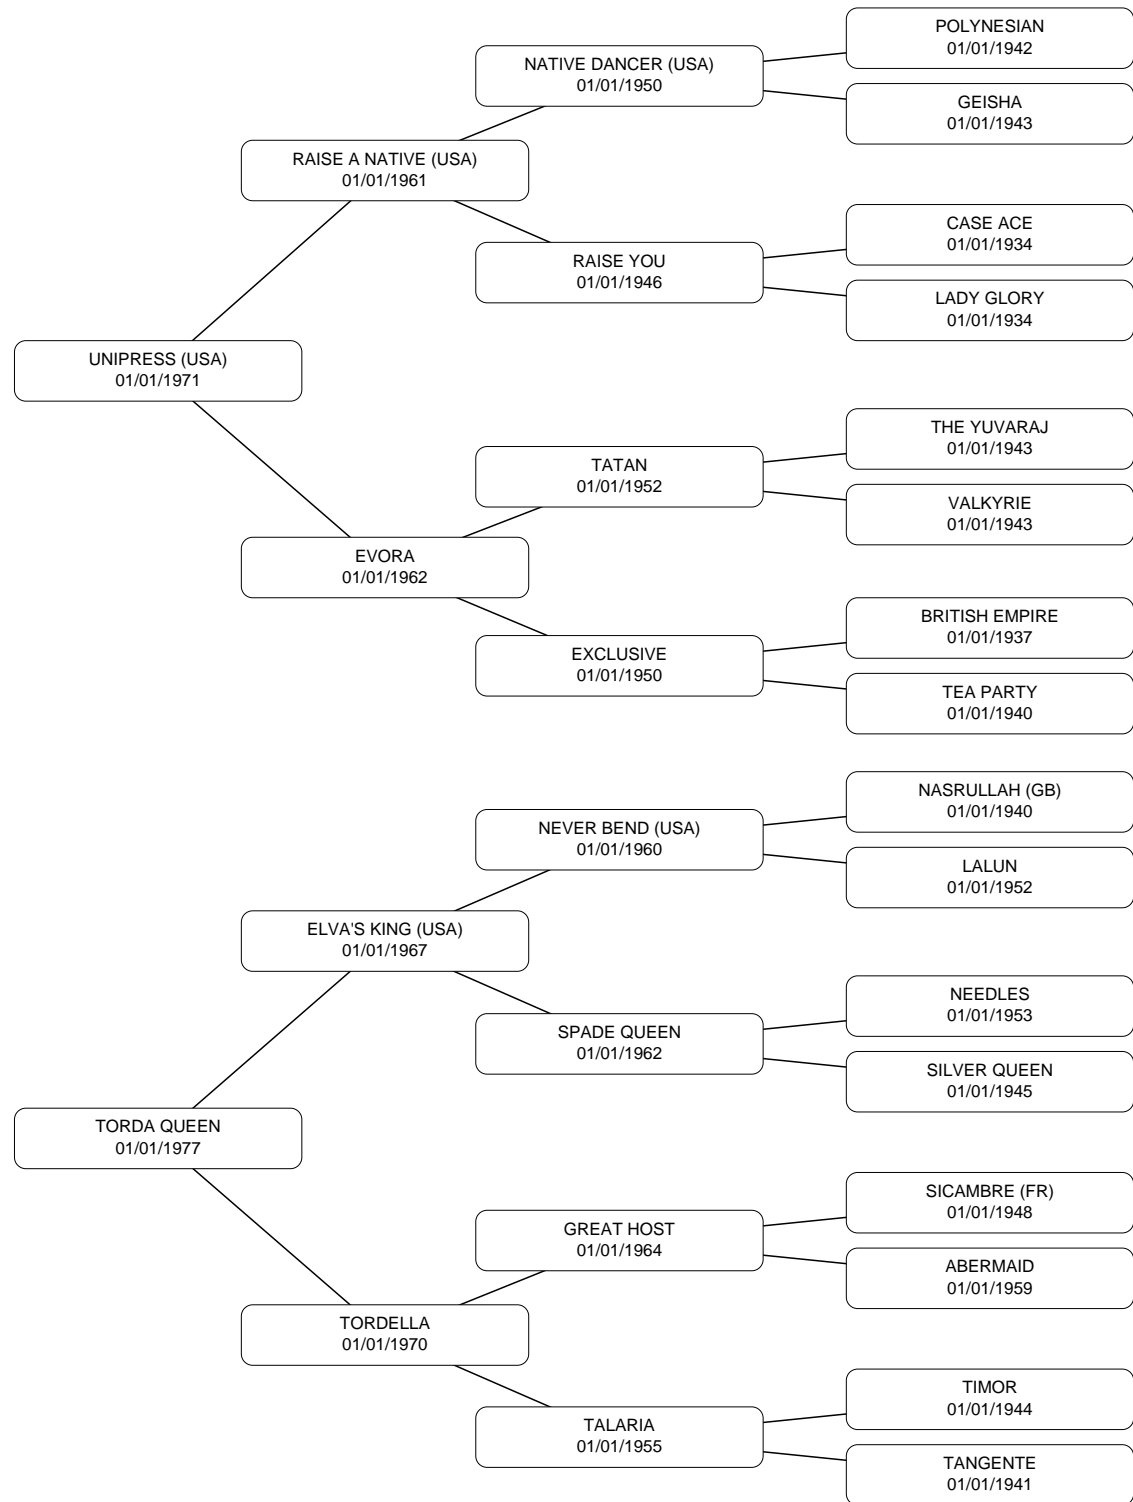 POLYNESIAN
01/01/1942
NATIVE DANCER (USA)
01/01/1950
GEISHA
01/01/1943
RAISE A NATIVE (USA)
01/01/1961
CASE ACE
01/01/1934
RAISE YOU
01/01/1946
LADY GLORY
01/01/1934
UNIPRESS (USA)
01/01/1971
THE YUVARAJ
01/01/1943
TATAN
01/01/1952
VALKYRIE
01/01/1943
EVORA
01/01/1962
BRITISH EMPIRE
01/01/1937
EXCLUSIVE
01/01/1950
TEA PARTY
01/01/1940
NASRULLAH (GB)
01/01/1940
NEVER BEND (USA)
01/01/1960
LALUN
01/01/1952
ELVA'S KING (USA)
01/01/1967
NEEDLES
01/01/1953
SPADE QUEEN
01/01/1962
SILVER QUEEN
01/01/1945
TORDA QUEEN
01/01/1977
SICAMBRE (FR)
01/01/1948
GREAT HOST
01/01/1964
ABERMAID
01/01/1959
TORDELLA
01/01/1970
TIMOR
01/01/1944
TALARIA
01/01/1955
TANGENTE
01/01/1941